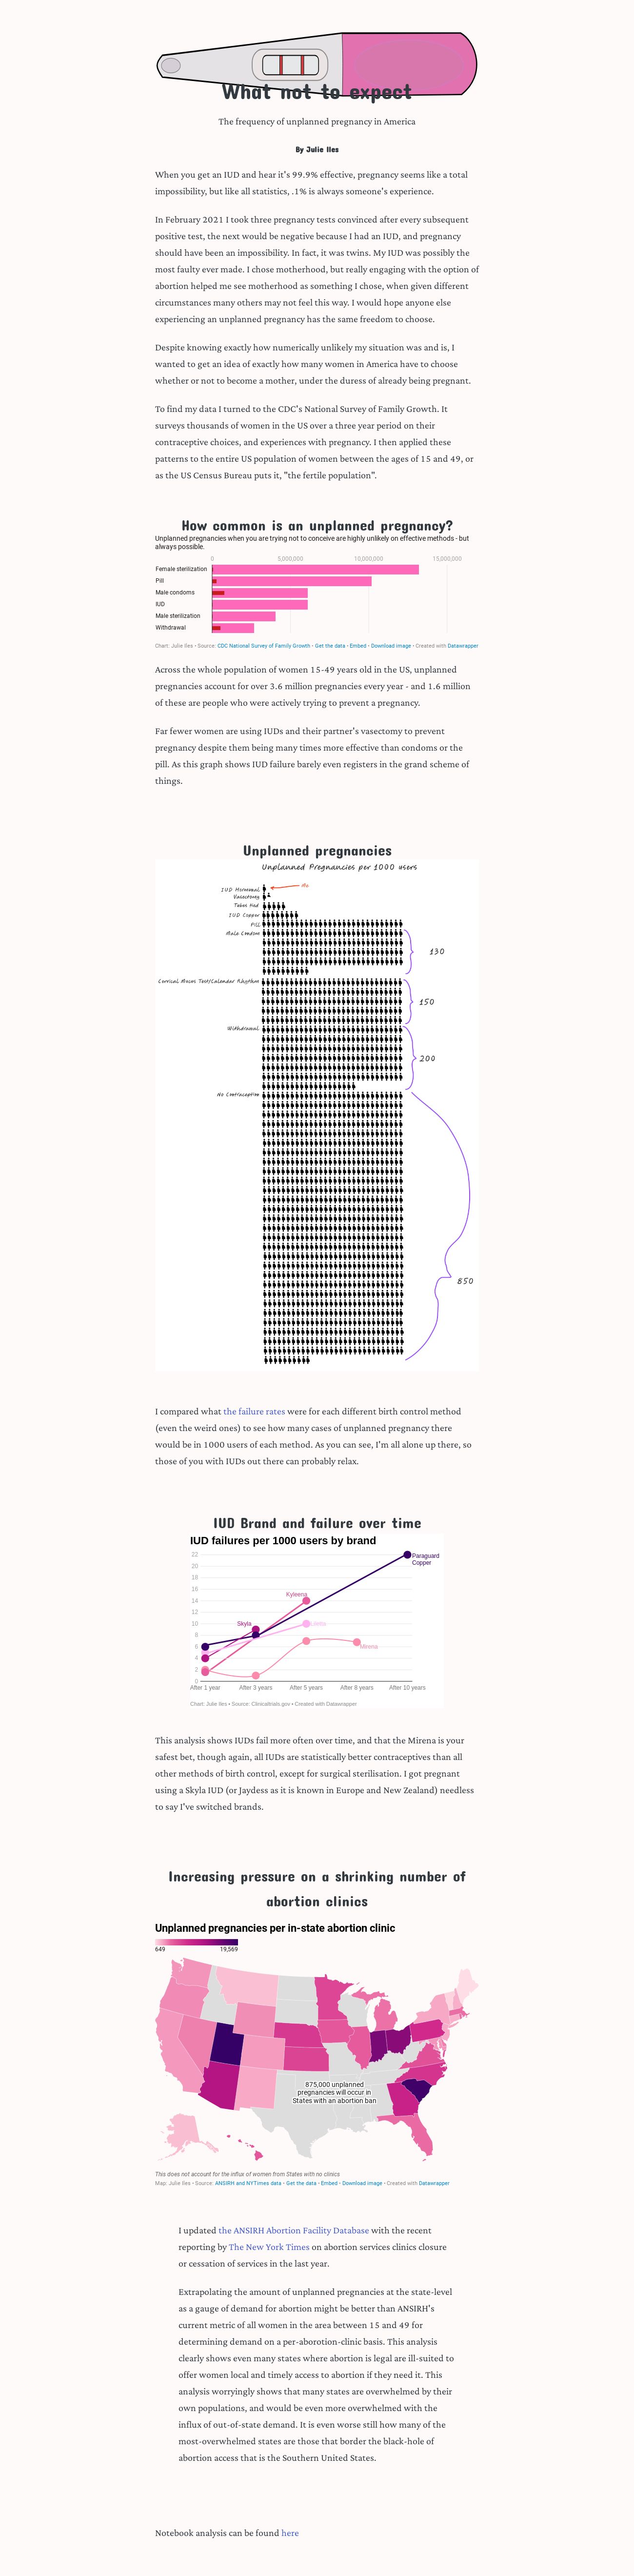 What not to expect
The frequency of unplanned pregnancy in America
By Julie Iles
When you get an IUD and hear it's 99.9% effective, pregnancy seems like a total
impossibility, but like all statistics, .1% is always someone's experience.
In February 2021 I took three pregnancy tests convinced after every subsequent
positive test, the next would be negative because I had an IUD, and pregnancy
should have been an impossibility. In fact, it was twins. My IUD was possibly the
most faulty ever made. I chose motherhood, but really engaging with the option of
abortion helped me see motherhood as something I chose, when given different
circumstances many others may not feel this way. I would hope anyone else
experiencing an unplanned pregnancy has the same freedom to choose.
Despite knowing exactly how numerically unlikely my situation was and is, I
wanted to get an idea of exactly how many women in America have to choose
whether or not to become a mother, under the duress of already being pregnant.
To find my data I turned to the CDC's National Survey of Family Growth. It
surveys thousands of women in the US over a three year period on their
contraceptive choices, and experiences with pregnancy. I then applied these
patterns to the entire US population of women between the ages of 15 and 49, or
as the US Census Bureau puts it, "the fertile population".
How common is an unplanned pregnancy?
Unplanned pregnancies when you are trying not to conceive are highly unlikely on effective methods - but
always possible.
0 5,000,000 10,000,000 15,000,000
Female sterilization
Pill
Male condoms
IUD
Male sterilization
Withdrawal
Chart: Julie Iles • Source: CDC National Survey of Family Growth • Get the data • Embed • Download image • Created with Datawrapper
Across the whole population of women 15-49 years old in the US, unplanned
pregnancies account for over 3.6 million pregnancies every year - and 1.6 million
of these are people who were actively trying to prevent a pregnancy.
Far fewer women are using IUDs and their partner's vasectomy to prevent
pregnancy despite them being many times more effective than condoms or the
pill. As this graph shows IUD failure barely even registers in the grand scheme of
things.
Unplanned pregnancies
Unplanned Pregnancies per 1000 users
IUD Hormonal
Me
Vasectomy
Tubes tied
IUD Copper
Pill
Male Condom
130
Cervical Mucus Test/Calendar Rhythm
150
Withdrawal
200
No Contraception
850
I compared what the failure rates were for each different birth control method
(even the weird ones) to see how many cases of unplanned pregnancy there
would be in 1000 users of each method. As you can see, I'm all alone up there, so
those of you with IUDs out there can probably relax.
IUD Brand and failure over time
IUD failures per 1000 users by brand
22
20
18
16
14
12
10
8
6
4
2
0
Paraguard
Copper
Kyleena
Skyla
Mirena
After 1 year After 3 years After 5 years After 8 years After 10 years
Chart: Julie Iles • Source: Clinicaltrials.gov • Created with Datawrapper
This analysis shows IUDs fail more often over time, and that the Mirena is your
safest bet, though again, all IUDs are statistically better contraceptives than all
other methods of birth control, except for surgical sterilisation. I got pregnant
using a Skyla IUD (or Jaydess as it is known in Europe and New Zealand) needless
to say I've switched brands.
Increasing pressure on a shrinking number of
abortion clinics
Unplanned pregnancies per in-state abortion clinic
649 19,569
875,000 unplanned
pregnancies will occur in
States with an abortion ban
This does not account for the influx of women from States with no clinics
Map: Julie Iles • Source: ANSIRH and NYTimes data • Get the data • Embed • Download image • Created with Datawrapper
I updated the ANSIRH Abortion Facility Database with the recent
reporting by The New York Times on abortion services clinics closure
or cessation of services in the last year.
Extrapolating the amount of unplanned pregnancies at the state-level
as a gauge of demand for abortion might be better than ANSIRH's
current metric of all women in the area between 15 and 49 for
determining demand on a per-aborotion-clinic basis. This analysis
clearly shows even many states where abortion is legal are ill-suited to
offer women local and timely access to abortion if they need it. This
analysis worryingly shows that many states are overwhelmed by their
own populations, and would be even more overwhelmed with the
influx of out-of-state demand. It is even worse still how many of the
most-overwhelmed states are those that border the black-hole of
abortion access that is the Southern United States.
Notebook analysis can be found here